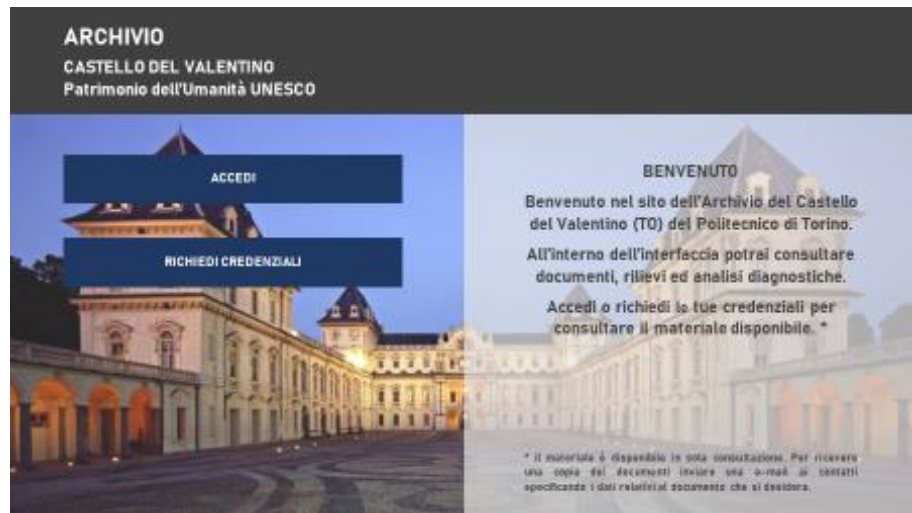 ARCHIVIO
CASTELLO DEL VALENTINO
Patrimonio dell'Umanità UNESCO
ACCEDI
RICHIEDI CREDENZIALI
BENVENUTO
Benvenuto nel sito dell'Archivio del Castello
del Valentino (TO) del Politecnico di Torino.
All'interno dell'interfaccia potrai consultare
documenti, rilievi ed analisi diagnostiche.
Accedi o richiedi le tue credenziali per
consultare il materiale disponibile. *
* il materiale è disponibile in sola consultazione. Per ricevere
una copia dei documenti inviare una e-mail ai contatti
specificando i dati relativi al documento che si desidera.